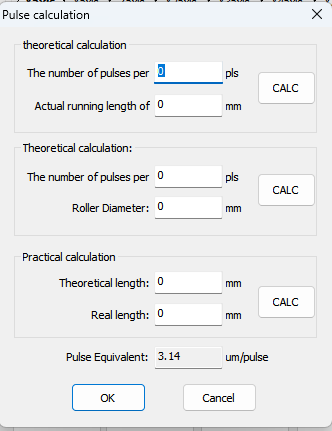 Pulse calculation
theoretical calculation
The number of pulses per 0 pls
CALC
Actual running length of 0 mm
Theoretical calculation:
The number of pulses per 0 pls
CALC
Roller Diameter: 0 mm
Practical calculation
Theoretical length: 0 mm
CALC
Real length: 0 mm
Pulse Equivalent: 3.14 um/pulse
OK Cancel